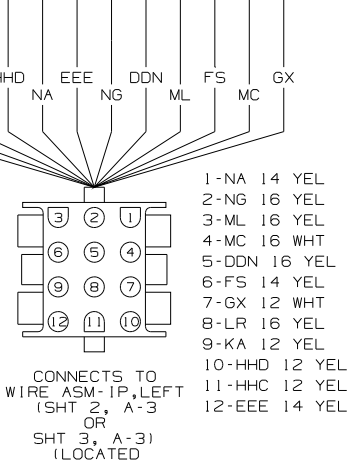 HHD
EEE
DDN
FS
GX
NA
NG
ML
MC
3 2 1
6 5 4
9 8 7
12 11 10
1-NA 14 YEL
2-NG 16 YEL
3-ML 16 YEL
4-MC 16 WHT
5-DDN 16 YEL
6-FS 14 YEL
7-GX 12 WHT
8-LR 16 YEL
9-KA 12 YEL
10-HHD 12 YEL
11-HHC 12 YEL
12-EEE 14 YEL
CONNECTS TO
WIRE ASM-IP,LEFT
(SHT 2, A-3
OR
SHT 3, A-3)
(LOCATED